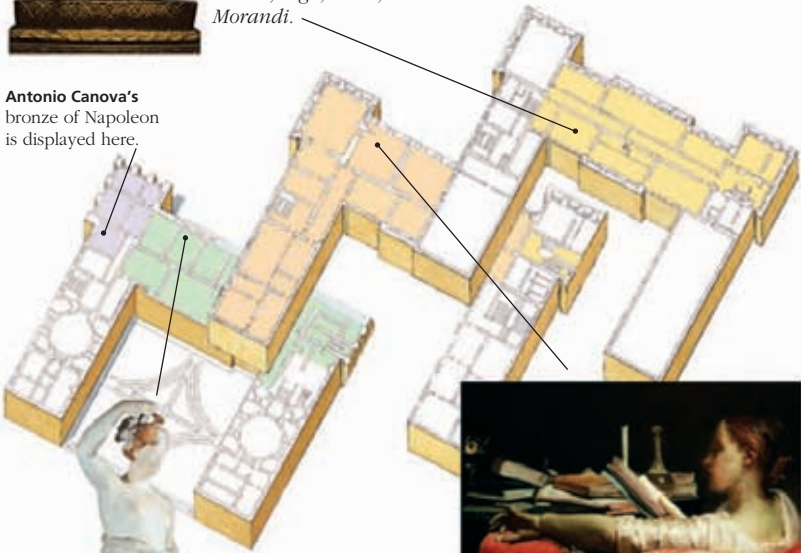 Morandi.
Antonio Canova's
bronze of Napoleon
is displayed here.